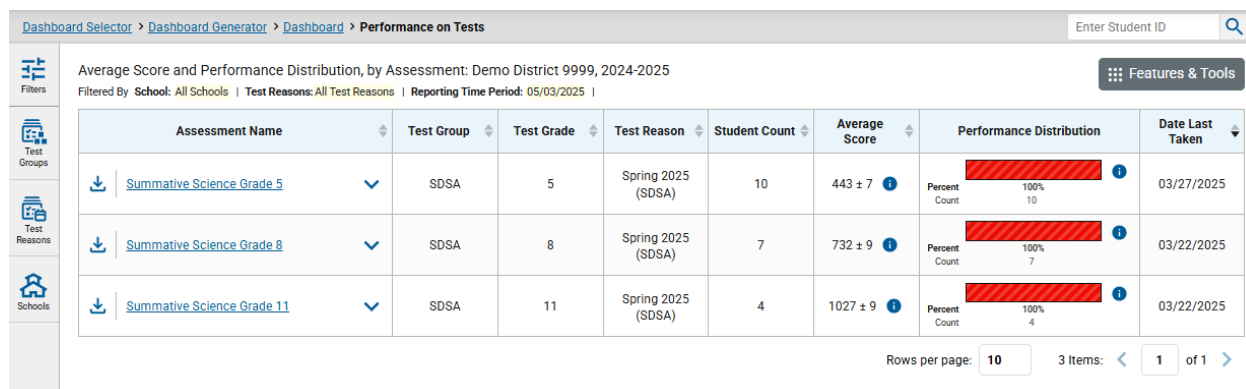 Dashboard Selector > Dashboard Generator > Dashboard > Performance on Tests
Enter Student ID
Filters
Test Groups
Test Reasons
Schools
Average Score and Performance Distribution, by Assessment: Demo District 9999, 2024-2025
Filtered By School: All Schools | Test Reasons: All Test Reasons | Reporting Time Period: 05/03/2025 |
Features & Tools
Assessment Name Test Group Test Grade Test Reason Student Count Average Score Performance Distribution Date Last Taken
Summative Science Grade 5 SDSA 5 Spring 2025 (SDSA) 10 443 ± 7 Percent 100% Count 10 03/27/2025
Summative Science Grade 8 SDSA 8 Spring 2025 (SDSA) 7 732 ± 9 Percent 100% Count 7 03/22/2025
Summative Science Grade 11 SDSA 11 Spring 2025 (SDSA) 4 1027 ± 9 Percent 100% Count 4 03/22/2025
Rows per page: 10 3 Items: 1 of 1